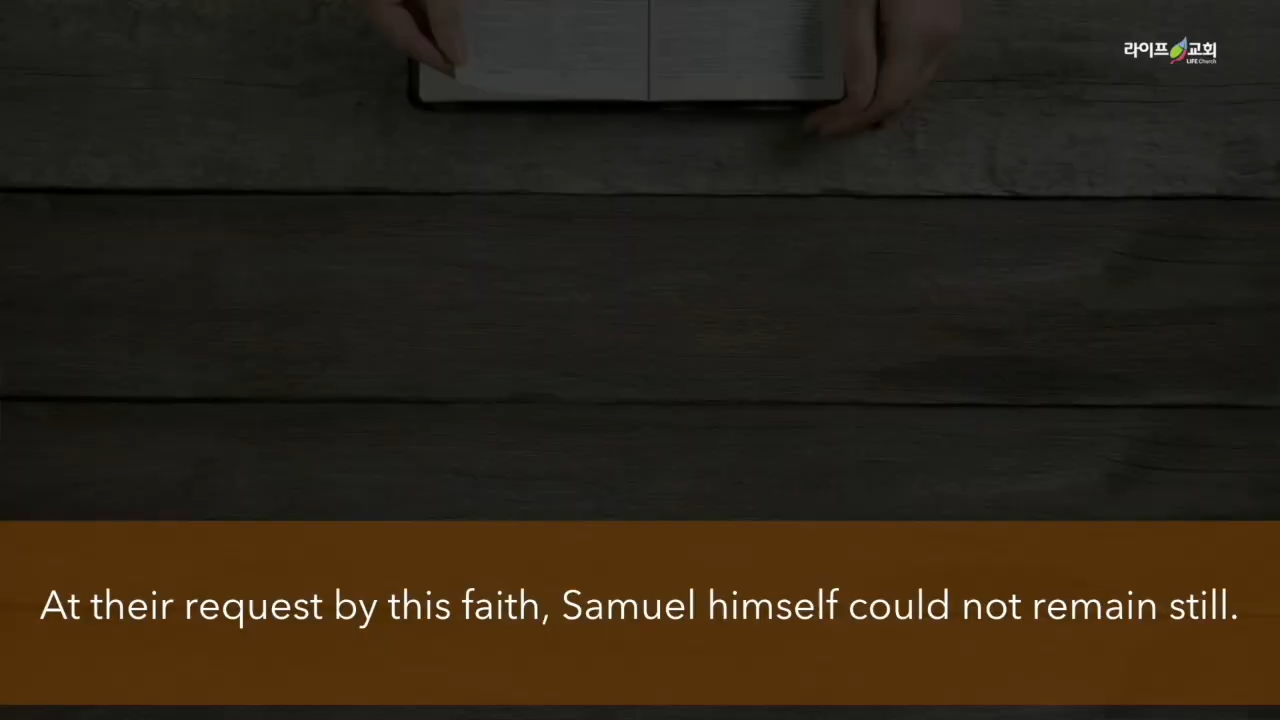 라이프 교회
LIFE Church
At their request by this faith, Samuel himself could not remain still.